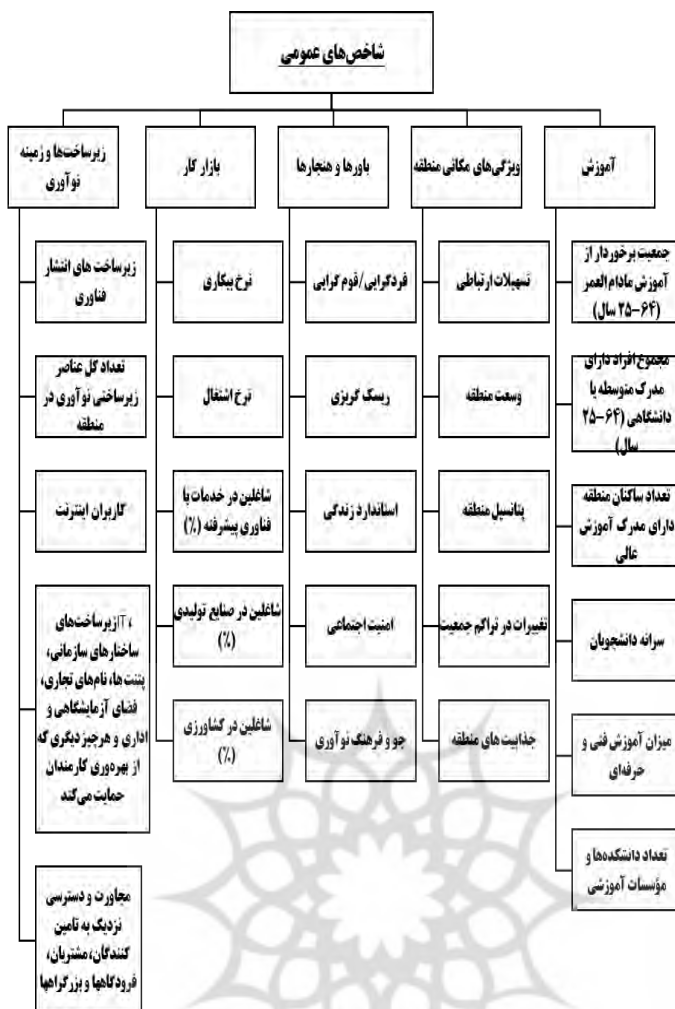 شاخص‌های عمومی
آموزش
جمعیت برخوردار از
آموزش مادام العمر
(۲۵-۶۴ سال)
مجموع افراد دارای
مدرک متوسطه یا
دانشگاهی (۶۴-۲۵
سال)
تعداد ساکنان منطقه
دارای مدرک آموزش
عالی
سرانه دانشجویان
میزان آموزش فنی و
حرفه‌ای
تعداد دانشکده‌ها و
مؤسسات آموزشی
ویژگی‌های مکانی منطقه
تسهیلات ارتباطی
وسعت منطقه
پتانسیل منطقه
تغییرات در تراکم جمعیت
جذابیت های منطقه
باورها و هنجارها
فردگرایی/قوم گرایی
ریسک گریزی
استاندارد زندگی
امنیت اجتماعی
جو و فرهنگ نوآوری
بازار کار
نرخ بیکاری
نرخ اشتغال
شاغلین در خدمات با
فناوری پیشرفته (٪)
شاغلین در صنایع تولیدی
(٪)
شاغلین در کشاورزی
(٪)
زیرساخت‌ها و زمینه
نوآوری
زیرساخت های انتشار
فناوری
تعداد کل عناصر
زیرساختی نوآوری در
منطقه
کاربران اینترنت
زیرساخت‌های
ساختارهای سازمانی،
پتنت ها، نام‌های تجاری،
فضای آزمایشگاهی و
اداری و هرچیز دیگری که
از بهره‌وری کارمندان
حمایت می‌کند
مجاورت و دسترسی
نزدیک به تامین
کنندگان، مشتریان،
فرودگاهها و بزرگراهها